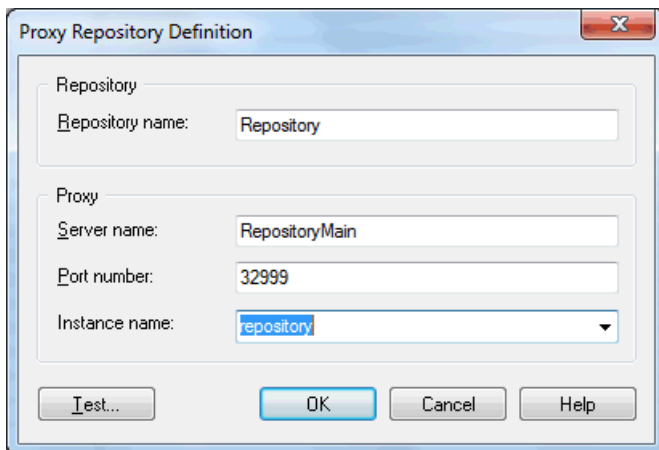 Proxy Repository Definition
Repository
Repository name: Repository
Proxy
Server name: RepositoryMain
Port number: 32999
Instance name: repository
Test... OK Cancel Help